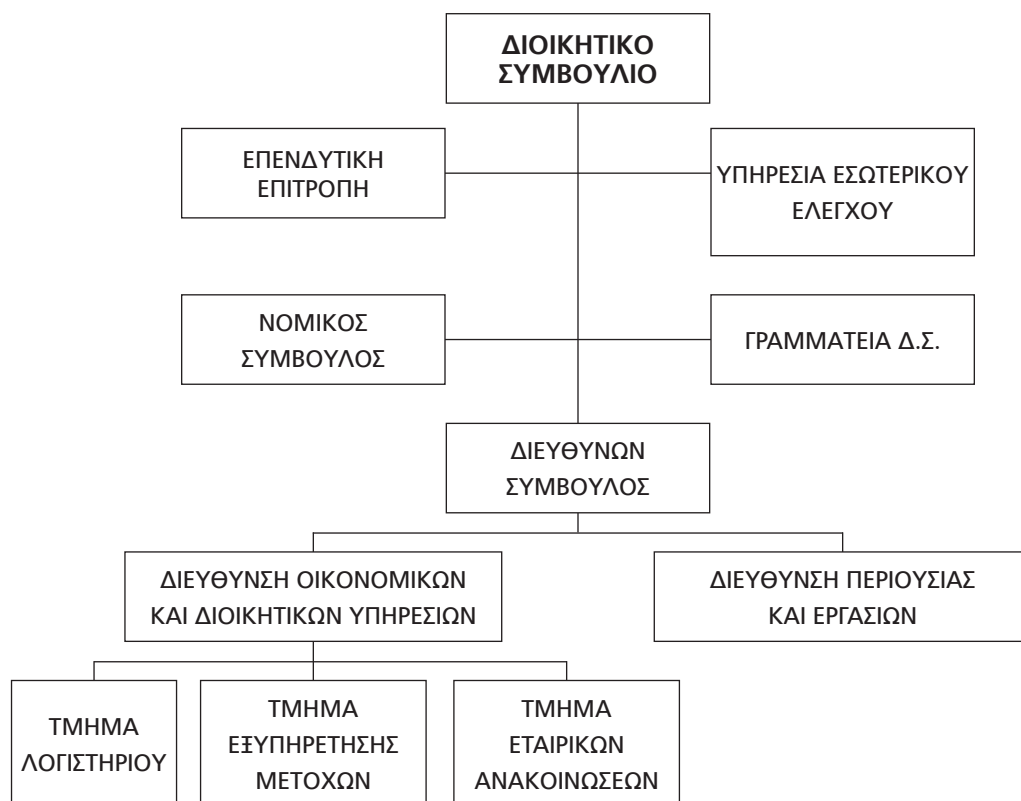 ΔΙΟΙΚΗΤΙΚΟ
ΣΥΜΒΟΥΛΙΟ
ΕΠΕΝΔΥΤΙΚΗ
ΕΠΙΤΡΟΠΗ
ΥΠΗΡΕΣΙΑ ΕΣΩΤΕΡΙΚΟΥ
ΕΛΕΓΧΟΥ
ΝΟΜΙΚΟΣ
ΣΥΜΒΟΥΛΟΣ
ΓΡΑΜΜΑΤΕΙΑ Δ.Σ.
ΔΙΕΥΘΥΝΩΝ
ΣΥΜΒΟΥΛΟΣ
ΔΙΕΥΘΥΝΣΗ ΟΙΚΟΝΟΜΙΚΩΝ
ΚΑΙ ΔΙΟΙΚΗΤΙΚΩΝ ΥΠΗΡΕΣΙΩΝ
ΔΙΕΥΘΥΝΣΗ ΠΕΡΙΟΥΣΙΑΣ
ΚΑΙ ΕΡΓΑΣΙΩΝ
ΤΜΗΜΑ
ΛΟΓΙΣΤΗΡΙΟΥ
ΤΜΗΜΑ
ΕΞΥΠΗΡΕΤΗΣΗΣ
ΜΕΤΟΧΩΝ
ΤΜΗΜΑ
ΕΤΑΙΡΙΚΩΝ
ΑΝΑΚΟΙΝΩΣΕΩΝ